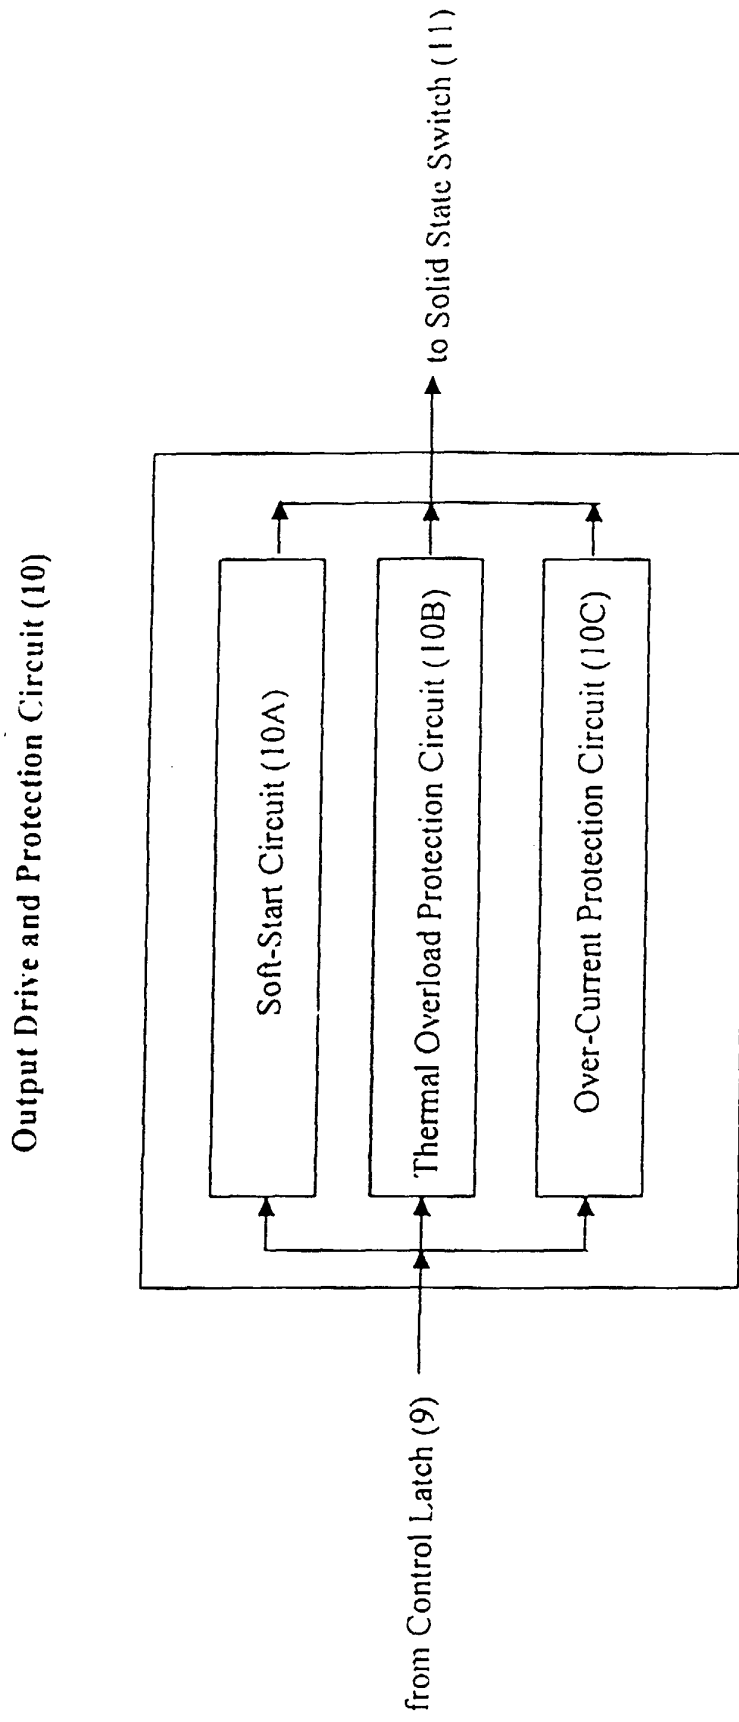 Output Drive and Protection Circuit (10)
from Control Latch (9)
Soft-Start Circuit (10A)
Thermal Overload Protection Circuit (10B)
Over-Current Protection Circuit (10C)
to Solid State Switch (11)